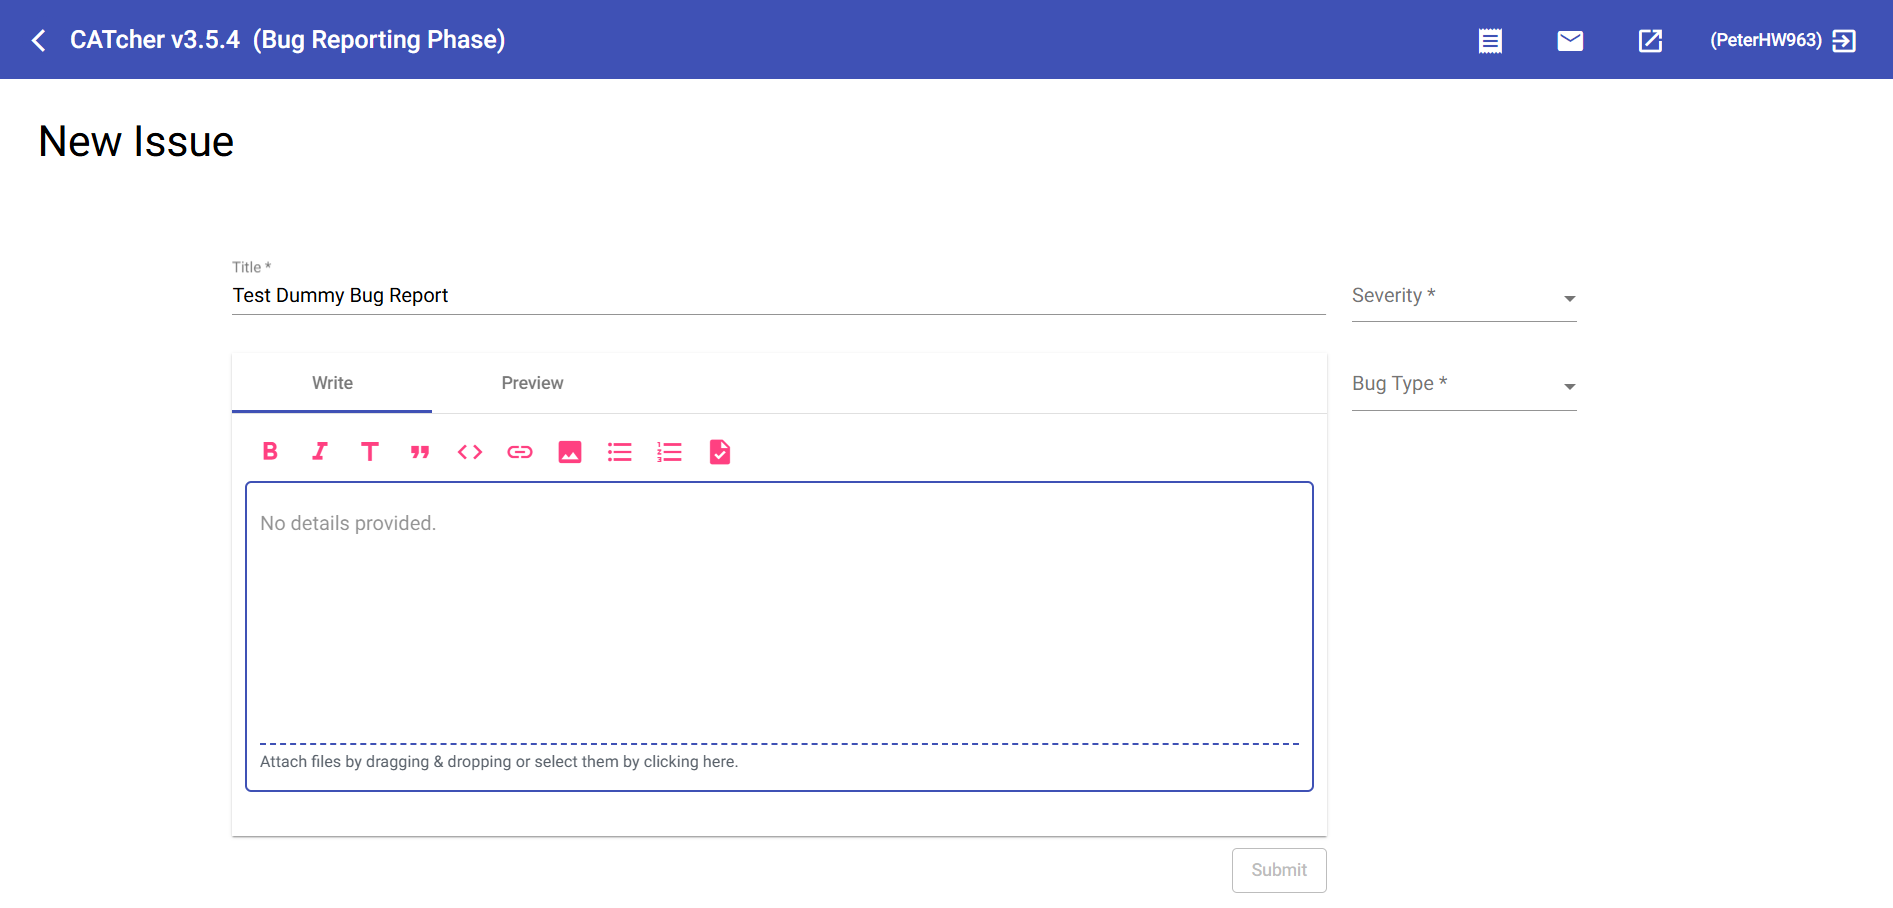 CATcher v3.5.4 (Bug Reporting Phase)
(PeterHW963)
New Issue
Title *
Test Dummy Bug Report
Severity *
Write
Preview
Bug Type *
No details provided.
Attach files by dragging & dropping or select them by clicking here.
Submit